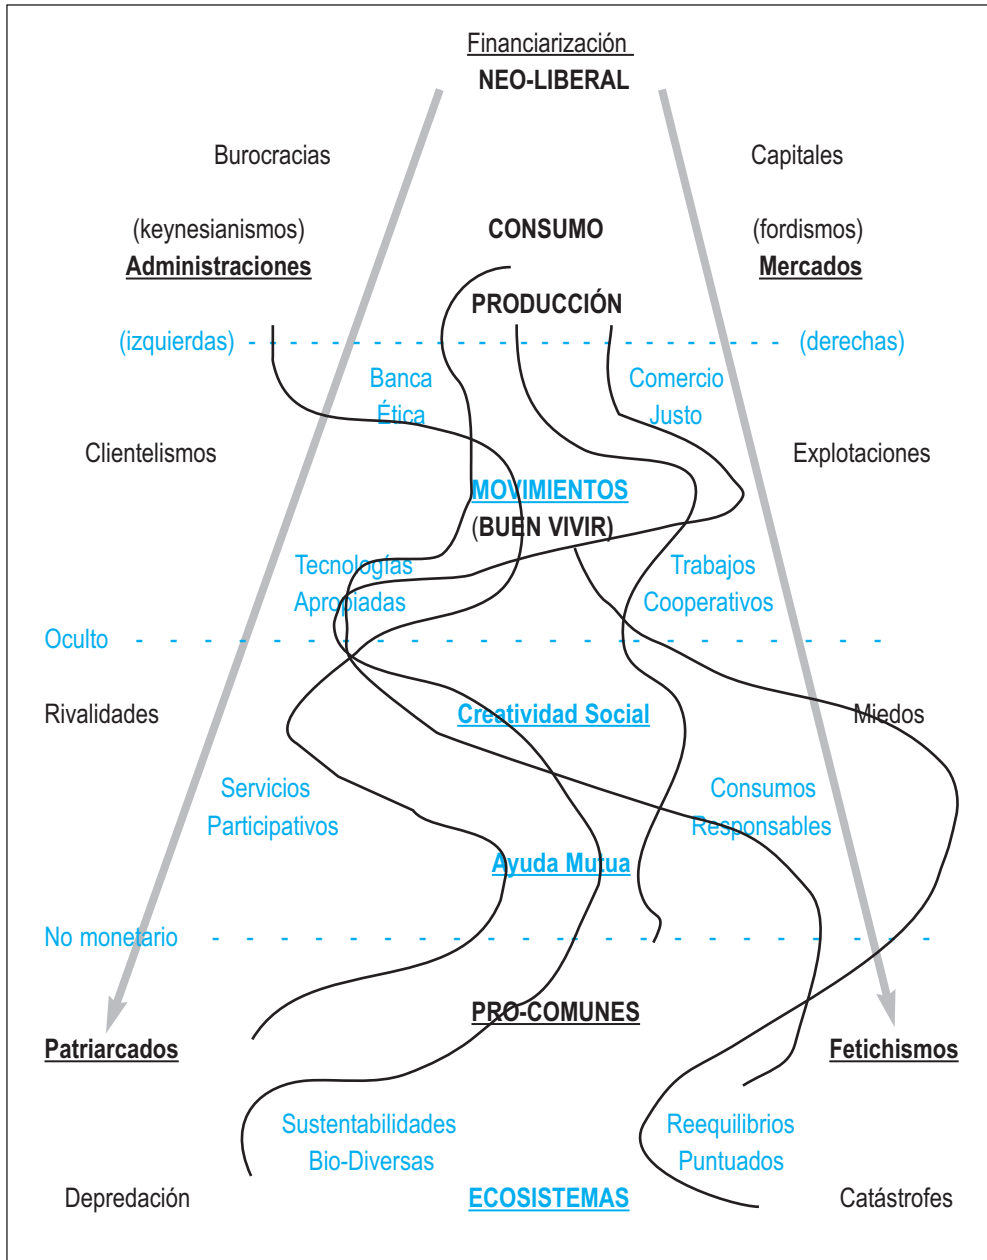 Financiarización
NEO-LIBERAL
Burocracias
Capitales
(keynesianismos)
CONSUMO
(fordismos)
Administraciones
Mercados
PRODUCCIÓN
(izquierdas)
(derechas)
Banca
Ética
Comercio
Justo
Clientelismos
Explotaciones
MOVIMIENTOS
(BUEN VIVIR)
Tecnologías
Apropiadas
Trabajos
Cooperativos
Oculto
Rivalidades
Creatividad Social
Miedos
Servicios
Participativos
Consumos
Responsables
Ayuda Mutua
No monetario
PRO-COMUNES
Patriarcados
Fetichismos
Sustentabilidades
Bio-Diversas
Reequilibrios
Puntuados
Depredación
ECOSISTEMAS
Catástrofes